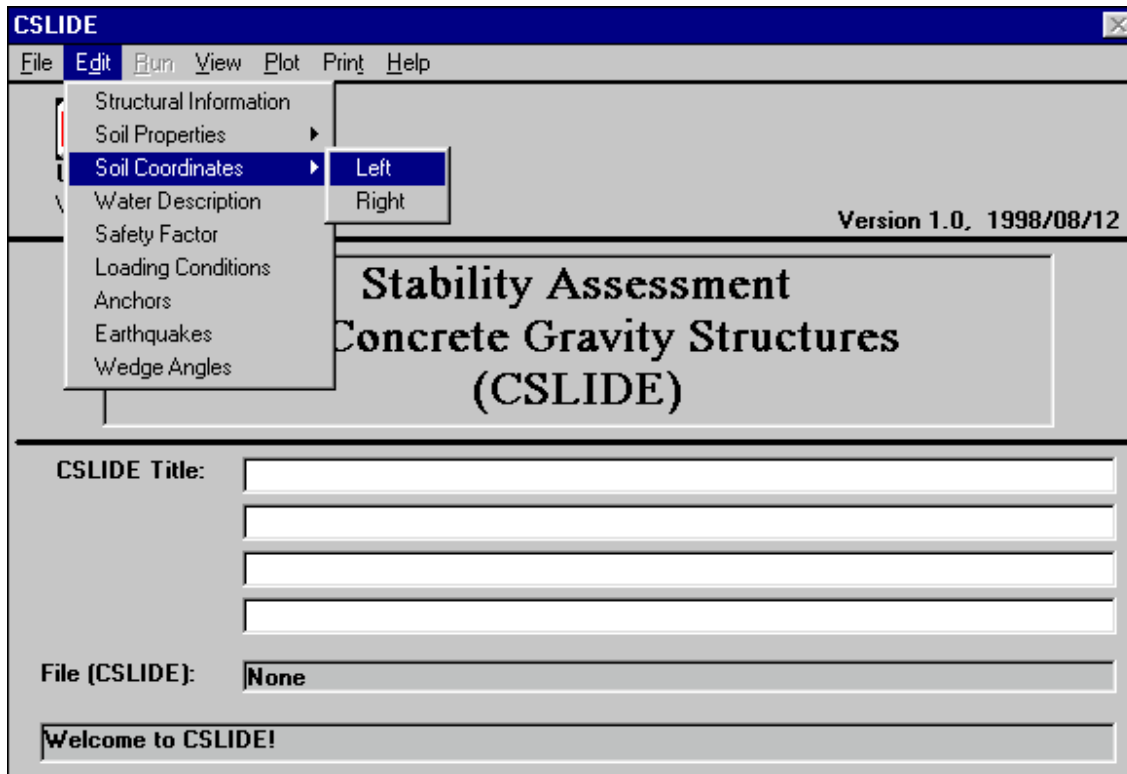 CSLIDE
File Edit Run View Plot Print Help
Structural Information
Soil Properties
Soil Coordinates
Left
Water Description
Right
Safety Factor
Loading Conditions
Anchors
Earthquakes
Wedge Angles
Version 1.0, 1998/08/12
Stability Assessment
Concrete Gravity Structures
(CSLIDE)
CSLIDE Title:
File (CSLIDE): None
Welcome to CSLIDE!